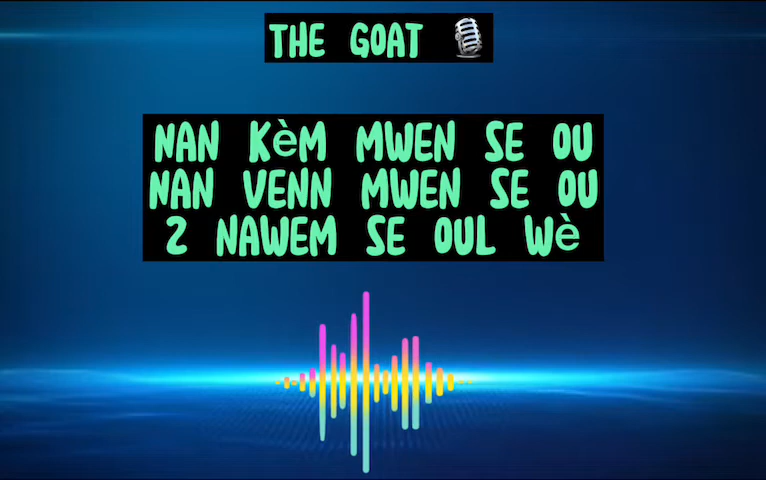 THE GOAT 🎙
NAN KèM MWEN SE OU
NAN VENN MWEN SE OU
2 NAWEM SE OUL Wè